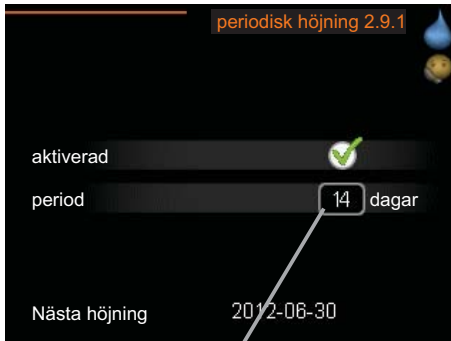 periodisk höjning 2.9.1
aktiverad
period 14 dagar
Nästa höjning 2012-06-30